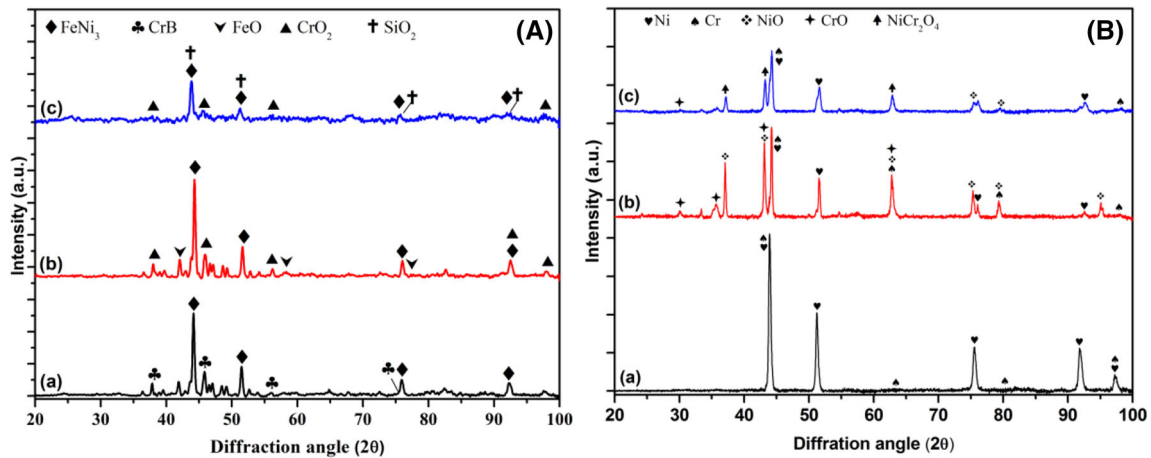 FeNi₃ CrB FeO CrO₂ SiO₂ (A)
(c)
(b)
(a)
Intensity (a.u.)
20 30 40 50 60 70 80 90 100
Diffraction angle (2θ)
Ni Cr NiO CrO NiCr₂O₄ (B)
(c)
(b)
(a)
Intensity (a.u.)
20 30 40 50 60 70 80 90 100
Diffration angle (2θ)